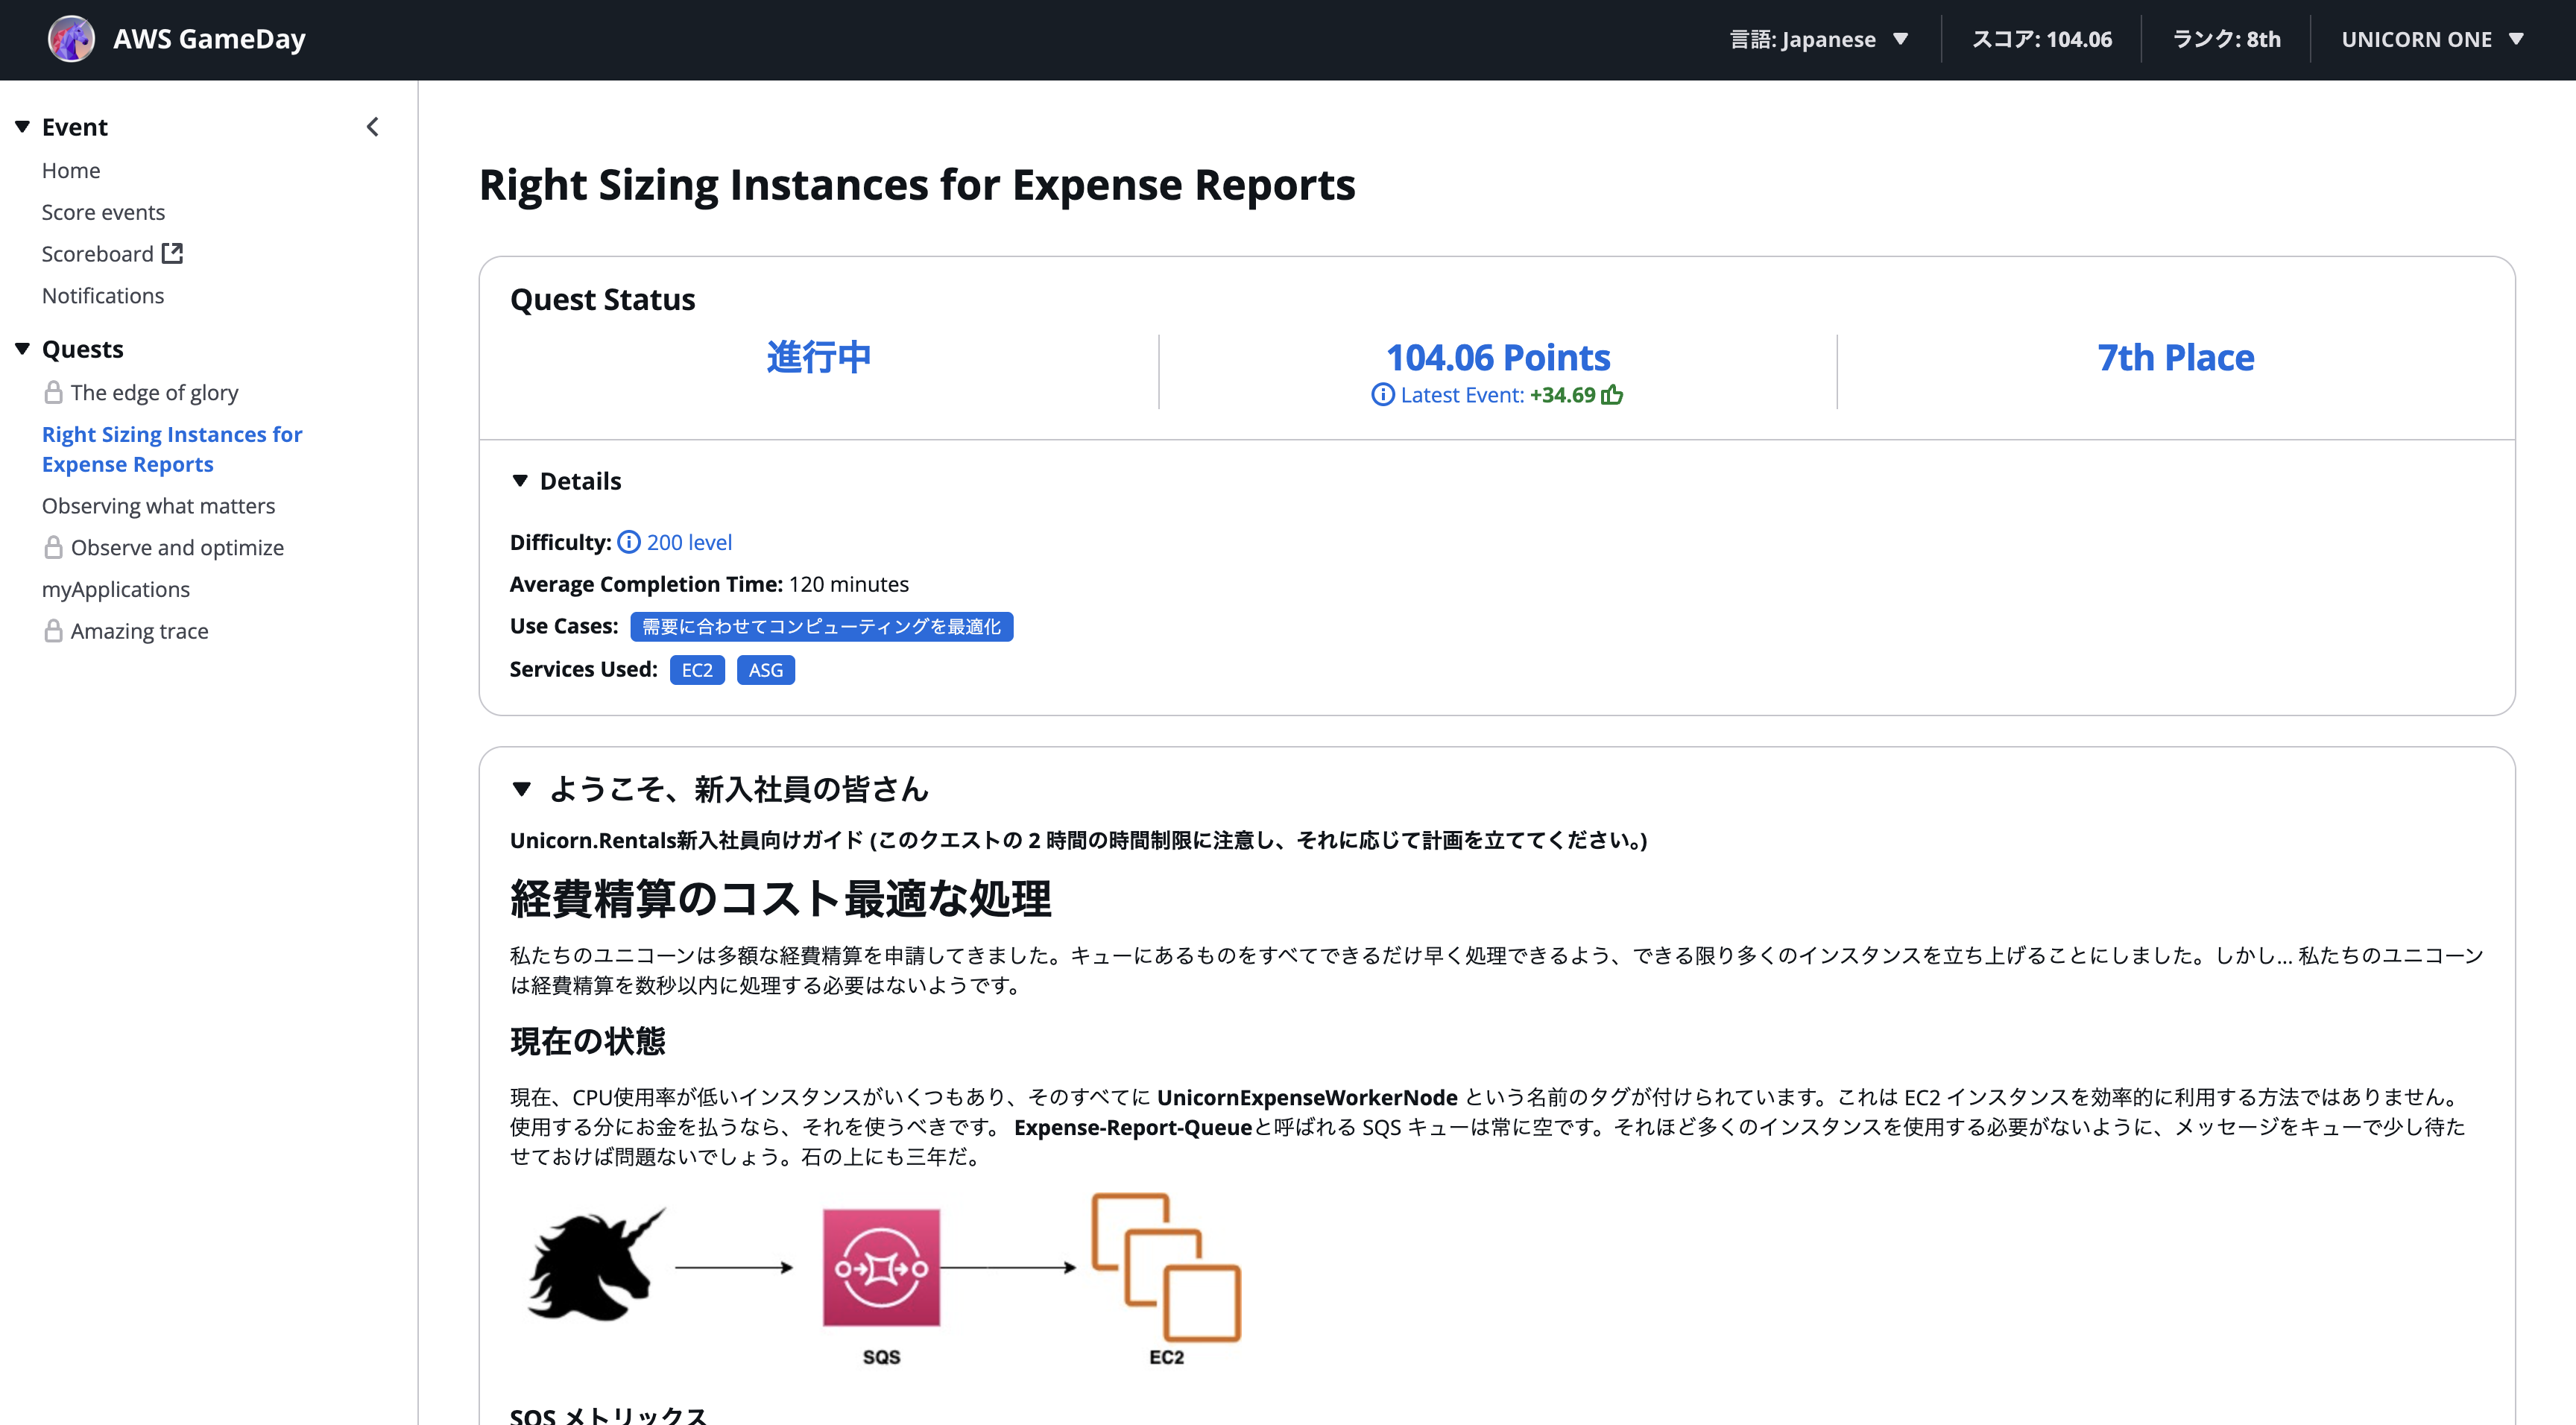 AWS GameDay
言語: Japanese
スコア: 104.06
ランク: 8th
UNICORN ONE
Event
Home
Score events
Scoreboard
Notifications
Quests
The edge of glory
Right Sizing Instances for
Expense Reports
Observing what matters
Observe and optimize
myApplications
Amazing trace
Right Sizing Instances for Expense Reports
Quest Status
進行中
104.06 Points
Latest Event: +34.69
7th Place
Details
Difficulty: 200 level
Average Completion Time: 120 minutes
Use Cases: 需要に合わせてコンピューティングを最適化
Services Used: EC2 ASG
ようこそ、新入社員の皆さん
Unicorn.Rentals新入社員向けガイド (このクエストの 2 時間の時間制限に注意し、それに応じて計画を立ててください。)
経費精算のコスト最適な処理
私たちのユニコーンは多額な経費精算を申請してきました。キューにあるものをすべてできるだけ早く処理できるよう、できる限り多くのインスタンスを立ち上げることにしました。しかし... 私たちのユニコーン
は経費精算を数秒以内に処理する必要はないようです。
現在の状態
現在、CPU使用率が低いインスタンスがいくつもあり、そのすべてに UnicornExpenseWorkerNode という名前のタグが付けられています。これは EC2 インスタンスを効率的に利用する方法ではありません。
使用する分にお金を払うなら、それを使うべきです。 Expense-Report-Queueと呼ばれる SQS キューは常に空です。それほど多くのインスタンスを使用する必要がないように、メッセージをキューで少し待た
せておけば問題ないでしょう。石の上にも三年だ。
SQS
EC2
SQS メトリックス